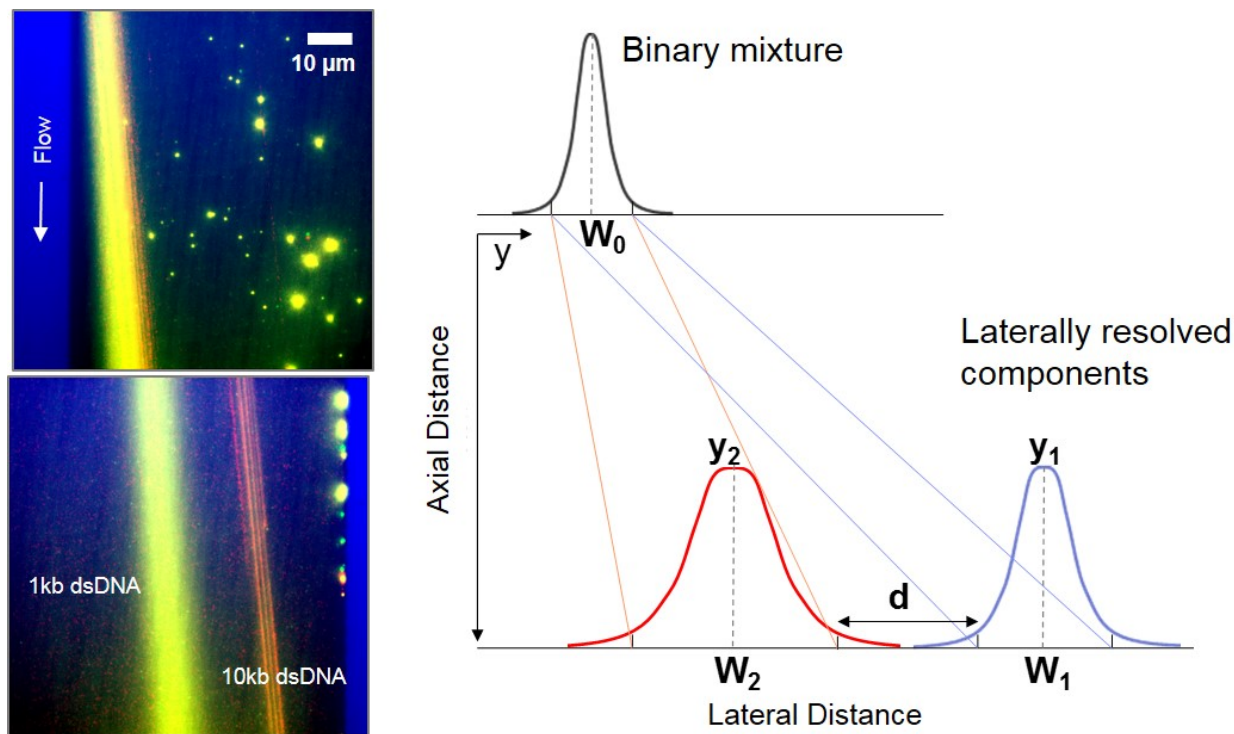 10 µm
Flow
1kb dsDNA
10kb dsDNA
Binary mixture
W₀
y
Axial Distance
Laterally resolved
components
y₂
y₁
d
W₂
W₁
Lateral Distance